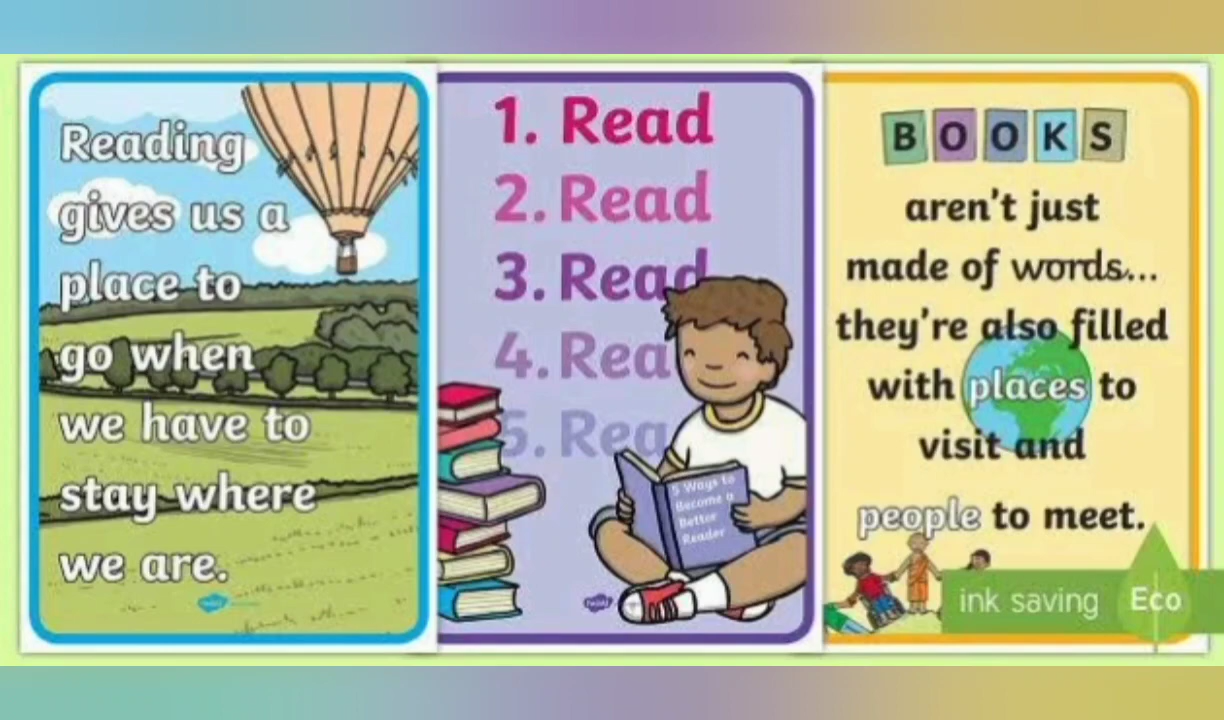 Reading
gives us a
place to
go when
we have to
stay where
we are.
twinkl
1. Read
2. Read
3. Read
4. Rea
5. Rea
5 Ways to
Become a
Better
Reader
twinkl
BOOKS
aren't just
made of words...
they're also filled
with places to
visit and
people to meet.
ink saving Eco